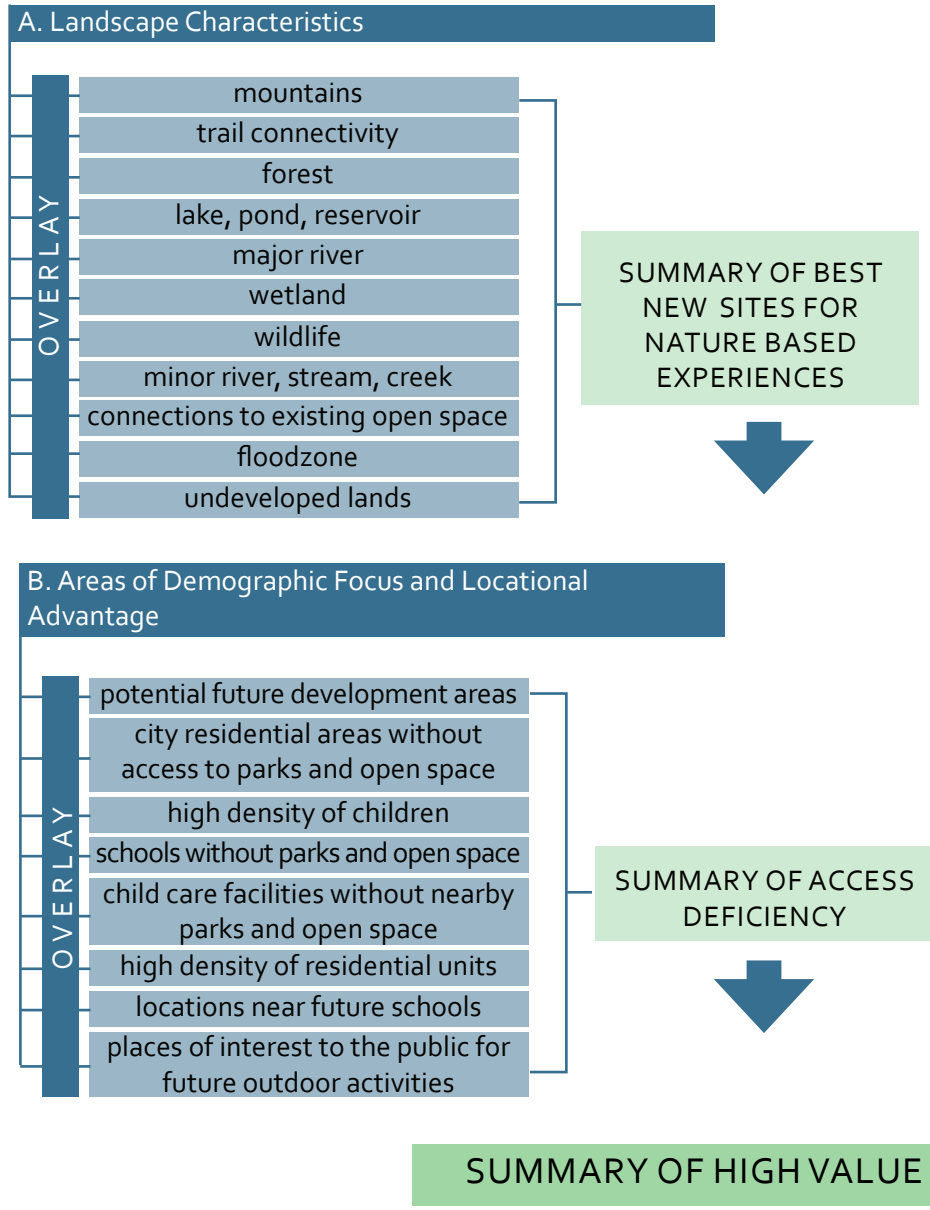 A. Landscape Characteristics
OVERLAY
mountains
trail connectivity
forest
lake, pond, reservoir
major river
wetland
wildlife
minor river, stream, creek
connections to existing open space
floodzone
undeveloped lands
SUMMARY OF BEST
NEW SITES FOR
NATURE BASED
EXPERIENCES
B. Areas of Demographic Focus and Locational
Advantage
OVERLAY
potential future development areas
city residential areas without
access to parks and open space
high density of children
schools without parks and open space
child care facilities without nearby
parks and open space
high density of residential units
locations near future schools
places of interest to the public for
future outdoor activities
SUMMARY OF ACCESS
DEFICIENCY
SUMMARY OF HIGH VALUE